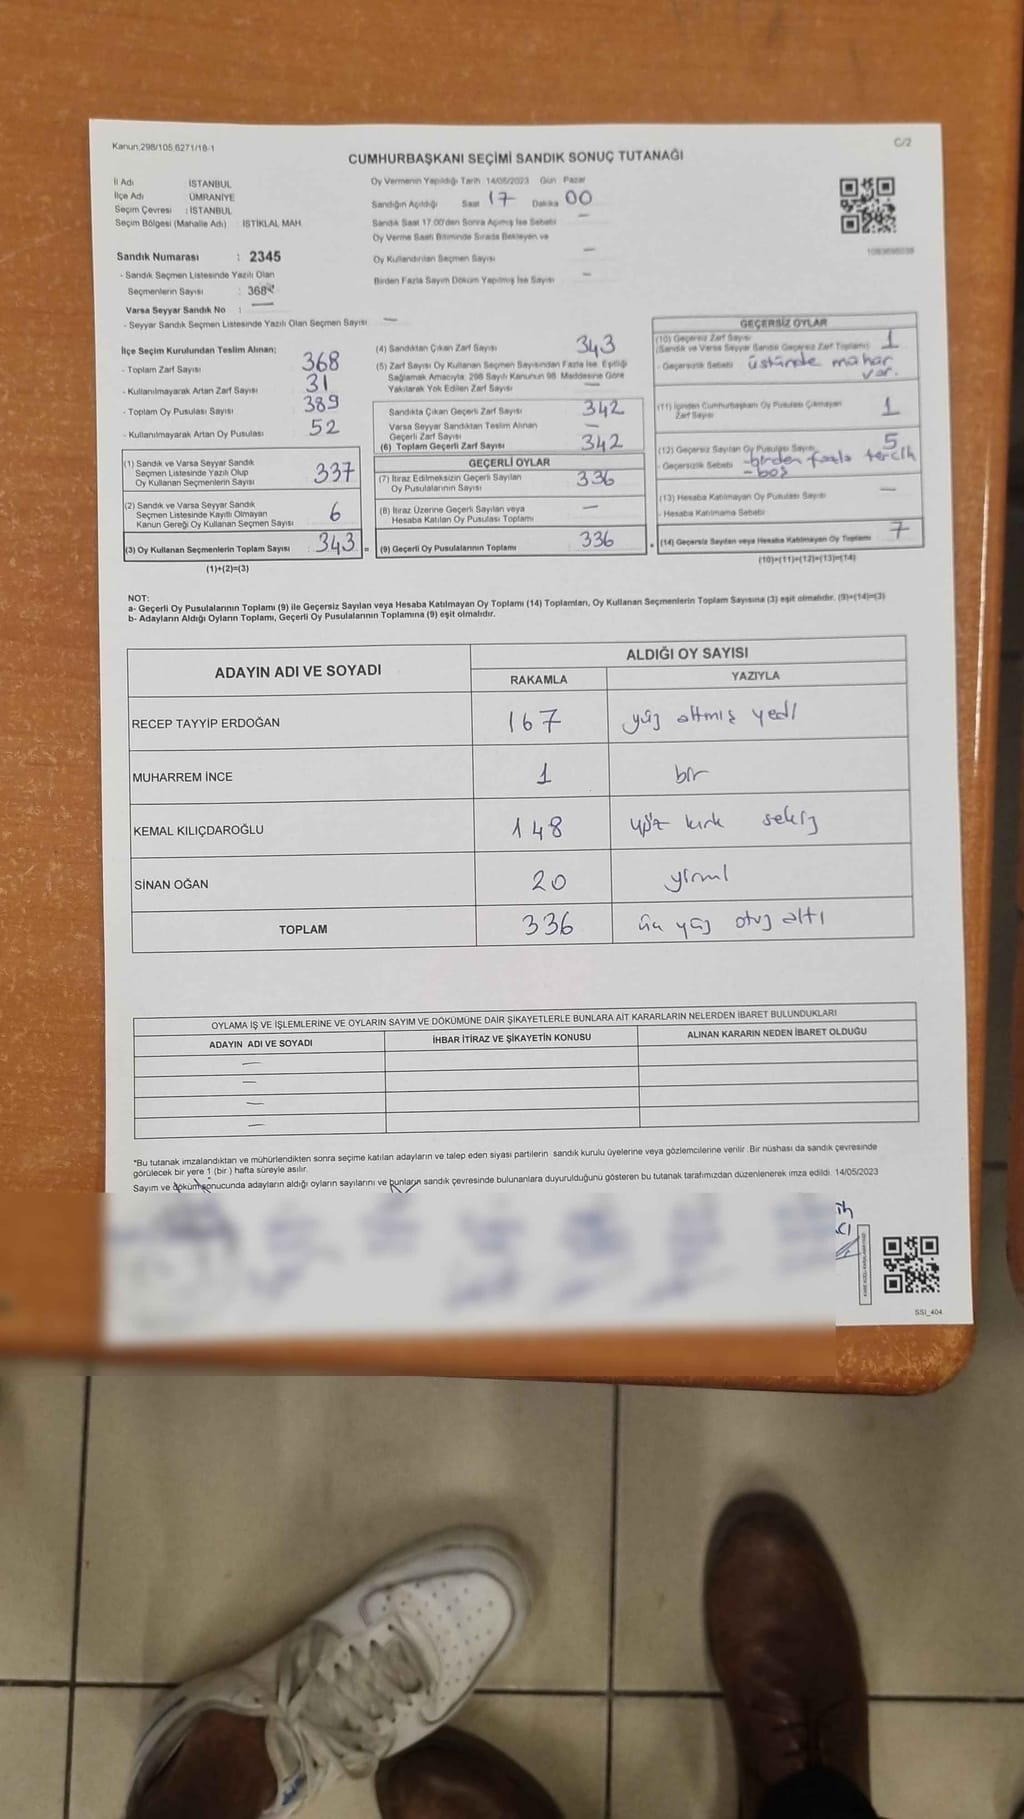 Kanun,298/105,6271/18-1
C/2
CUMHURBAŞKANI SEÇİMİ SANDIK SONUÇ TUTANAĞI
İl Adı İSTANBUL
İlçe Adı ÜMRANİYE
Seçim Çevresi : İSTANBUL
Seçim Bölgesi (Mahalle Adı) İSTİKLAL MAH.
Oy Vermenin Yapıldığı Tarih 14/05/2023 Gün Pazar
Sandığın Açıldığı Saat 17 Dakika 00
Sandık Saat 17.00'den Sonra Açılmış İse Sebebi —
Oy Verme Saati Bitiminde Sırada Bekleyen ve
Oy Kullandırılan Seçmen Sayısı —
Birden Fazla Sayım Döküm Yapılmış İse Sayısı —
Sandık Numarası : 2345
- Sandık Seçmen Listesinde Yazılı Olan
Seçmenlerin Sayısı : 368
Varsa Seyyar Sandık No : —
- Seyyar Sandık Seçmen Listesinde Yazılı Olan Seçmen Sayısı —
İlçe Seçim Kurulundan Teslim Alınan;
- Toplam Zarf Sayısı 368
- Kullanılmayarak Artan Zarf Sayısı 31
- Toplam Oy Pusulası Sayısı 389
- Kullanılmayarak Artan Oy Pusulası 52
(1) Sandık ve Varsa Seyyar Sandık
Seçmen Listesinde Yazılı Olup
Oy Kullanan Seçmenlerin Sayısı 337
(2) Sandık ve Varsa Seyyar Sandık
Seçmen Listesinde Kayıtlı Olmayan
Kanun Gereği Oy Kullanan Seçmen Sayısı 6
(3) Oy Kullanan Seçmenlerin Toplam Sayısı 343 =
(1)+(2)=(3)
(4) Sandıktan Çıkan Zarf Sayısı 343
(5) Zarf Sayısı Oy Kullanan Seçmen Sayısından Fazla İse, Eşitliği
Sağlamak Amacıyla, 298 Sayılı Kanunun 98. Maddesine Göre
Yakılarak Yok Edilen Zarf Sayısı —
Sandıkta Çıkan Geçerli Zarf Sayısı 342
Varsa Seyyar Sandıktan Teslim Alınan
Geçerli Zarf Sayısı —
(6) Toplam Geçerli Zarf Sayısı 342
GEÇERLİ OYLAR
(7) İtiraz Edilmeksizin Geçerli Sayılan
Oy Pusulalarının Sayısı 336
(8) İtiraz Üzerine Geçerli Sayılan veya
Hesaba Katılan Oy Pusulası Toplamı —
(9) Geçerli Oy Pusulalarının Toplamı 336
GEÇERSİZ OYLAR
(10) Geçersiz Zarf Sayısı 1
(Sandık ve Varsa Seyyar Sandık Geçersiz Zarf Toplamı)
- Geçersizlik Sebebi üstünde mühür
var.
(11) İçinden Cumhurbaşkanı Oy Pusulası Çıkmayan
Zarf Sayısı 1
(12) Geçersiz Sayılan Oy Pusulası Sayısı 5
- Geçersizlik Sebebi -birden fazla tercih
-boş
(13) Hesaba Katılmayan Oy Pusulası Sayısı —
- Hesaba Katılmama Sebebi
+ (14) Geçersiz Sayılan veya Hesaba Katılmayan Oy Toplamı 7
(10)+(11)+(12)+(13)=(14)
NOT:
a- Geçerli Oy Pusulalarının Toplamı (9) ile Geçersiz Sayılan veya Hesaba Katılmayan Oy Toplamı (14) Toplamları, Oy Kullanan Seçmenlerin Toplam Sayısına (3) eşit olmalıdır. (9)+(14)=(3)
b- Adayların Aldığı Oyların Toplamı, Geçerli Oy Pusulalarının Toplamına (9) eşit olmalıdır.
ADAYIN ADI VE SOYADI
ALDIĞI OY SAYISI
RAKAMLA YAZIYLA
RECEP TAYYİP ERDOĞAN 167 yüz altmış yedi
MUHARREM İNCE 1 bir
KEMAL KILIÇDAROĞLU 148 yüz kırk sekiz
SİNAN OĞAN 20 yirmi
TOPLAM 336 üç yüz otuz altı
OYLAMA İŞ VE İŞLEMLERİNE VE OYLARIN SAYIM VE DÖKÜMÜNE DAİR ŞİKAYETLERLE BUNLARA AİT KARARLARIN NELERDEN İBARET BULUNDUKLARI
ADAYIN ADI VE SOYADI İHBAR İTİRAZ VE ŞİKAYETİN KONUSU ALINAN KARARIN NEDEN İBARET OLDUĞU
—
—
—
—
*Bu tutanak imzalandıktan ve mühürlendikten sonra seçime katılan adayların ve talep eden siyasi partilerin sandık kurulu üyelerine veya gözlemcilerine verilir. Bir nüshası da sandık çevresinde
görülecek bir yere 1 (bir ) hafta süreyle asılır.
Sayım ve döküm sonucunda adayların aldığı oyların sayılarını ve bunların sandık çevresinde bulunanlara duyurulduğunu gösteren bu tutanak tarafımızdan düzenlenerek imza edildi. 14/05/2023
SSI_404